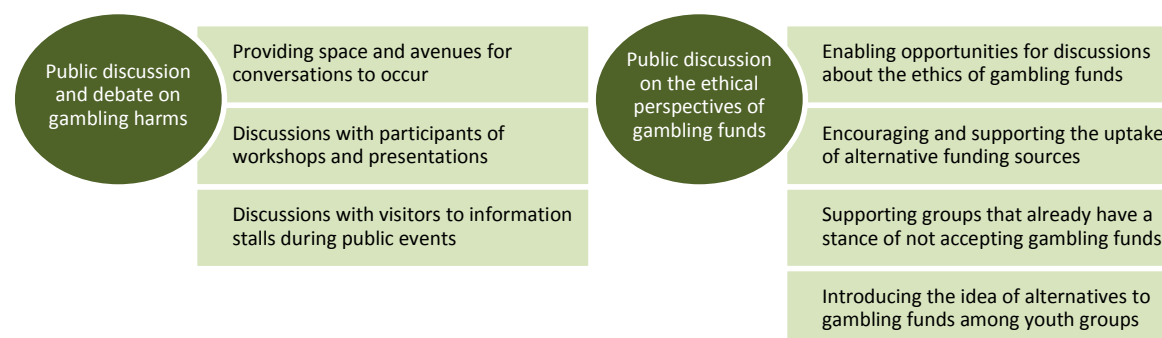 Public discussion
and debate on
gambling harms
Providing space and avenues for
conversations to occur
Discussions with participants of
workshops and presentations
Discussions with visitors to information
stalls during public events
Public discussion
on the ethical
perspectives of
gambling funds
Enabling opportunities for discussions
about the ethics of gambling funds
Encouraging and supporting the uptake
of alternative funding sources
Supporting groups that already have a
stance of not accepting gambling funds
Introducing the idea of alternatives to
gambling funds among youth groups